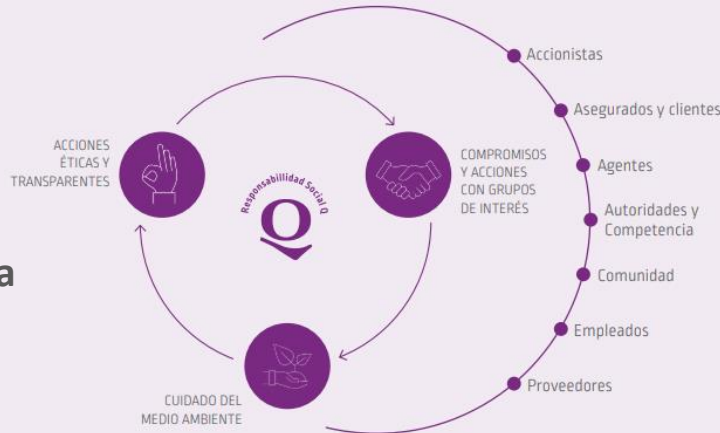 ACCIONES
ÉTICAS Y
TRANSPARENTES
Responsabillidad Social Q
Q
COMPROMISOS
Y ACCIONES
CON GRUPOS
DE INTERÉS
CUIDADO DEL
MEDIO AMBIENTE
a
Accionistas
Asegurados y clientes
Agentes
Autoridades y
Competencia
Comunidad
Empleados
Proveedores